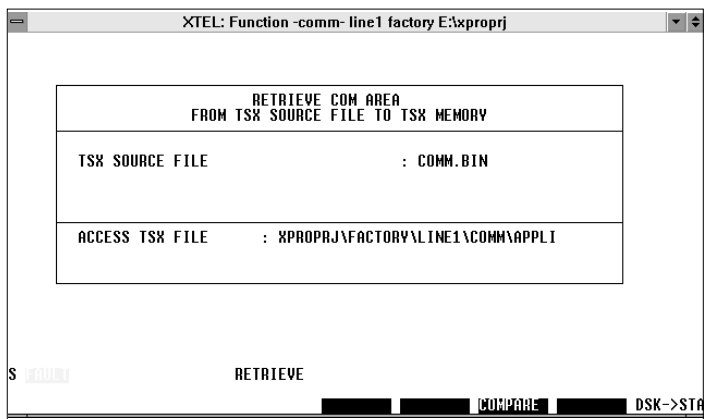 XTEL: Function -comm- line1 factory E:\xproprj
RETRIEVE COM AREA
FROM TSX SOURCE FILE TO TSX MEMORY
TSX SOURCE FILE : COMM.BIN
ACCESS TSX FILE : XPROPRJ\FACTORY\LINE1\COMM\APPLI
S FAULT RETRIEVE
COMPARE DSK->STA